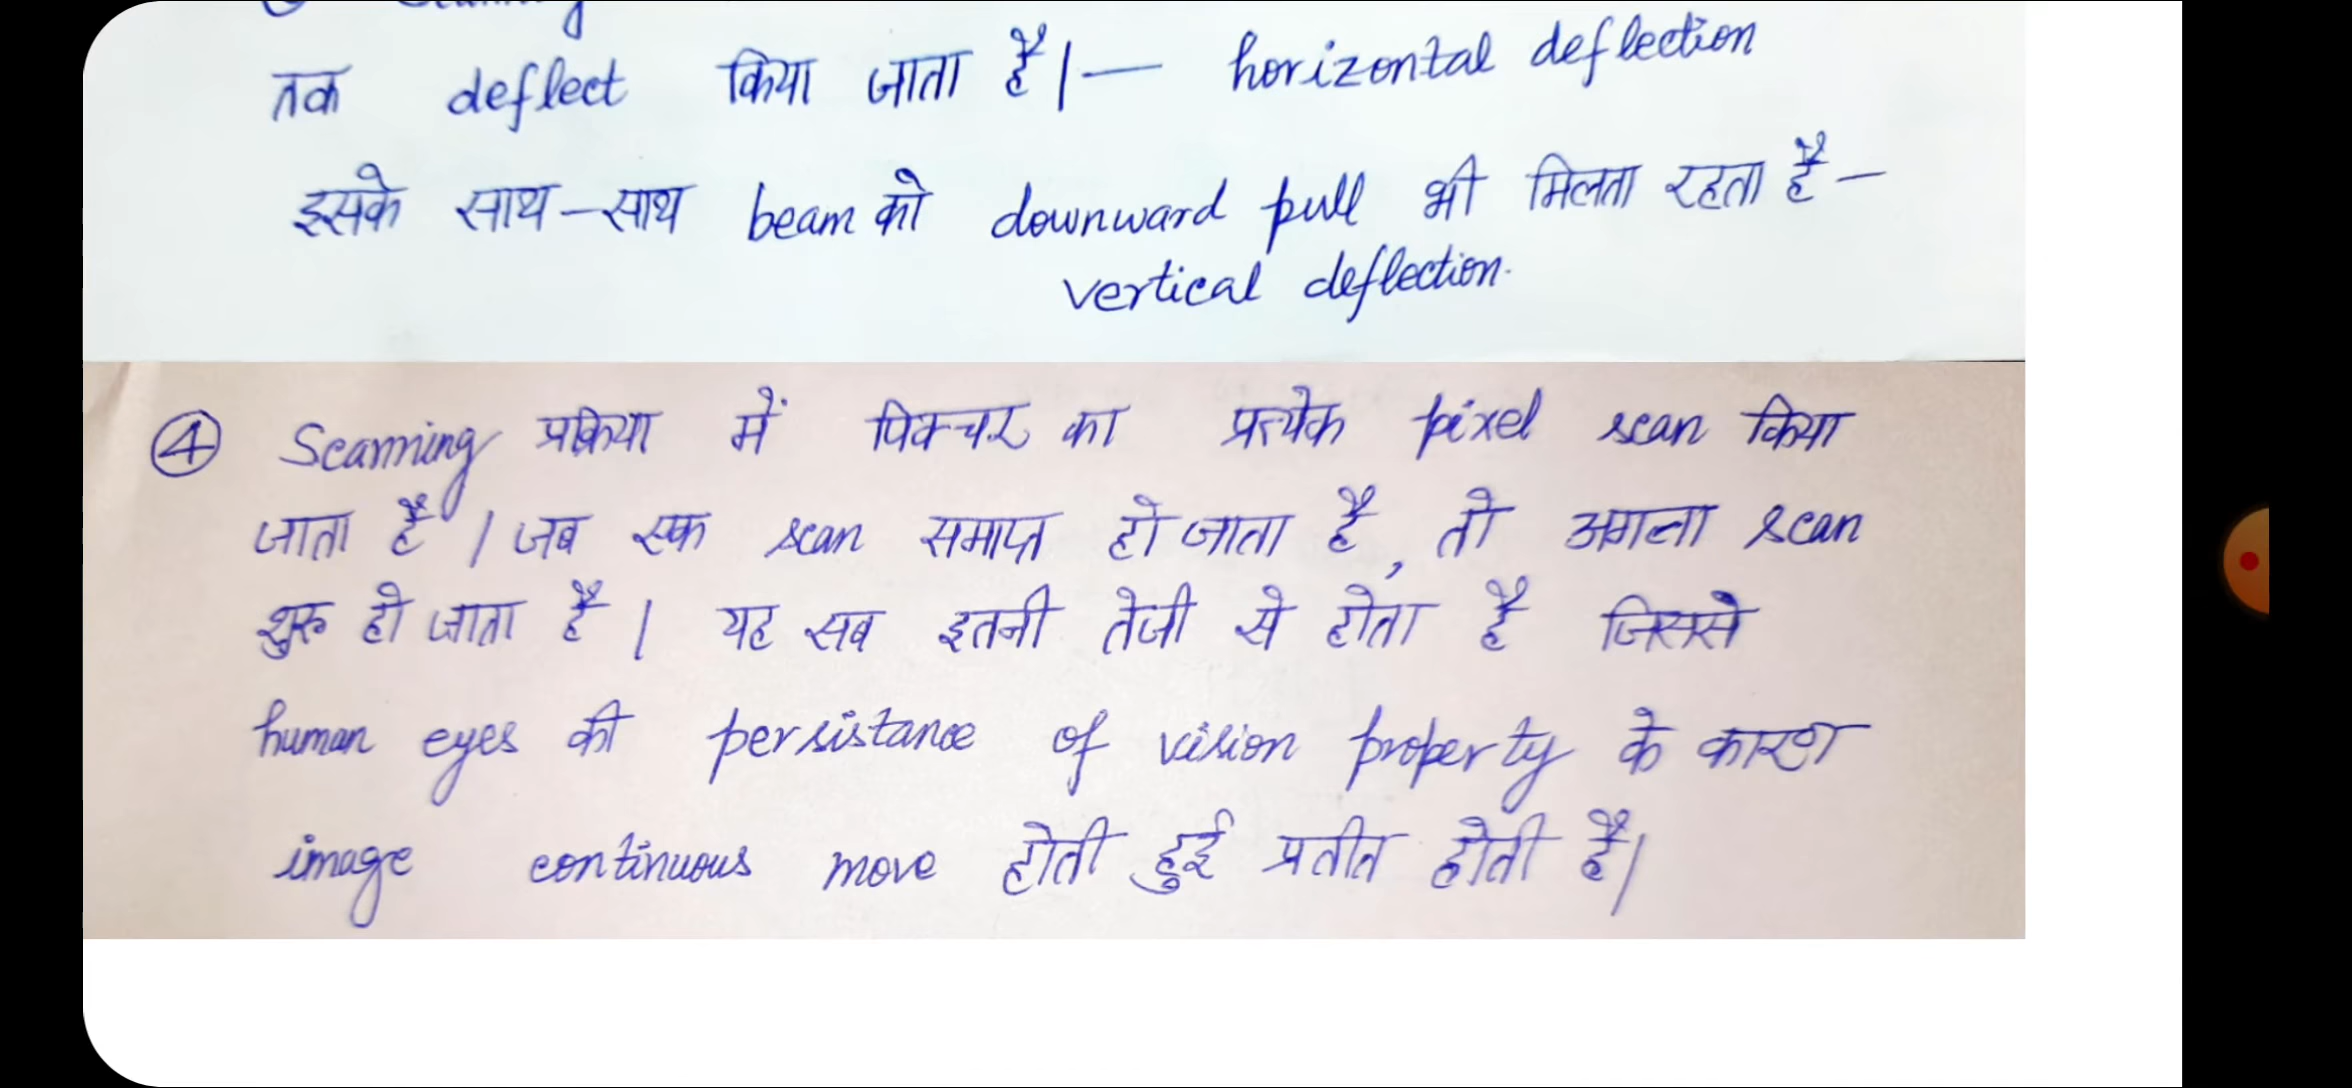 तक deflect किया जाता है। — horizontal deflection
इसके साथ-साथ beam को downward pull भी मिलता रहता है —
vertical deflection.
④ Scanning प्रक्रिया में पिक्चर का प्रत्येक pixel scan किया
जाता है। जब एक scan समाप्त हो जाता है, तो अगला scan
शुरू हो जाता है। यह सब इतनी तेजी से होता है जिससे
human eyes की persistance of vision property के कारण
image continuous move होती हुई प्रतीत होती है।